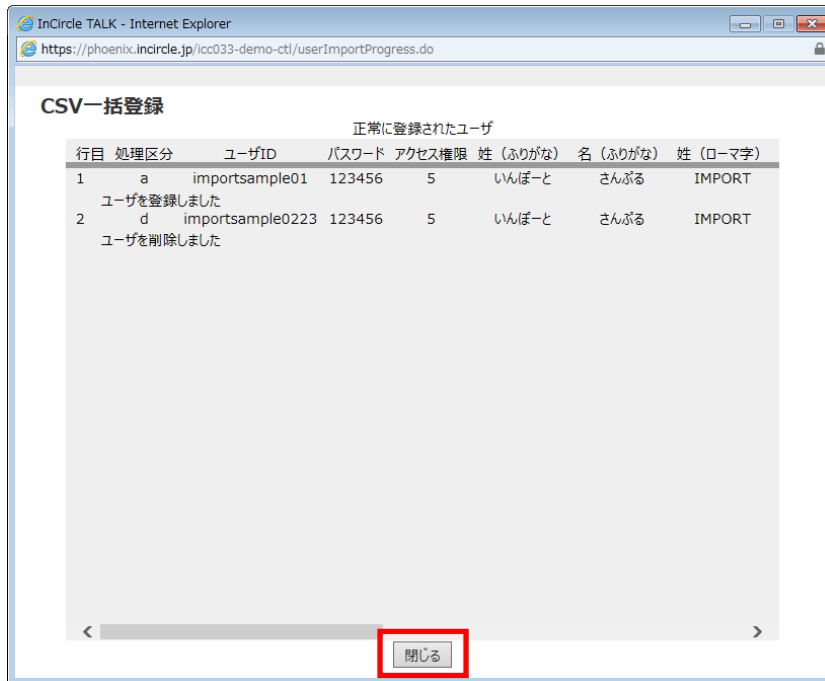 InCircle TALK - Internet Explorer
https://phoenix.incircle.jp/icc033-demo-ctl/userImportProgress.do
CSV一括登録
正常に登録されたユーザ
行目 処理区分 ユーザID パスワード アクセス権限 姓（ふりがな） 名（ふりがな） 姓（ローマ字）
1 a importsample01 123456 5 いんぽーと さんぷる IMPORT
ユーザを登録しました
2 d importsample0223 123456 5 いんぽーと さんぷる IMPORT
ユーザを削除しました
閉じる